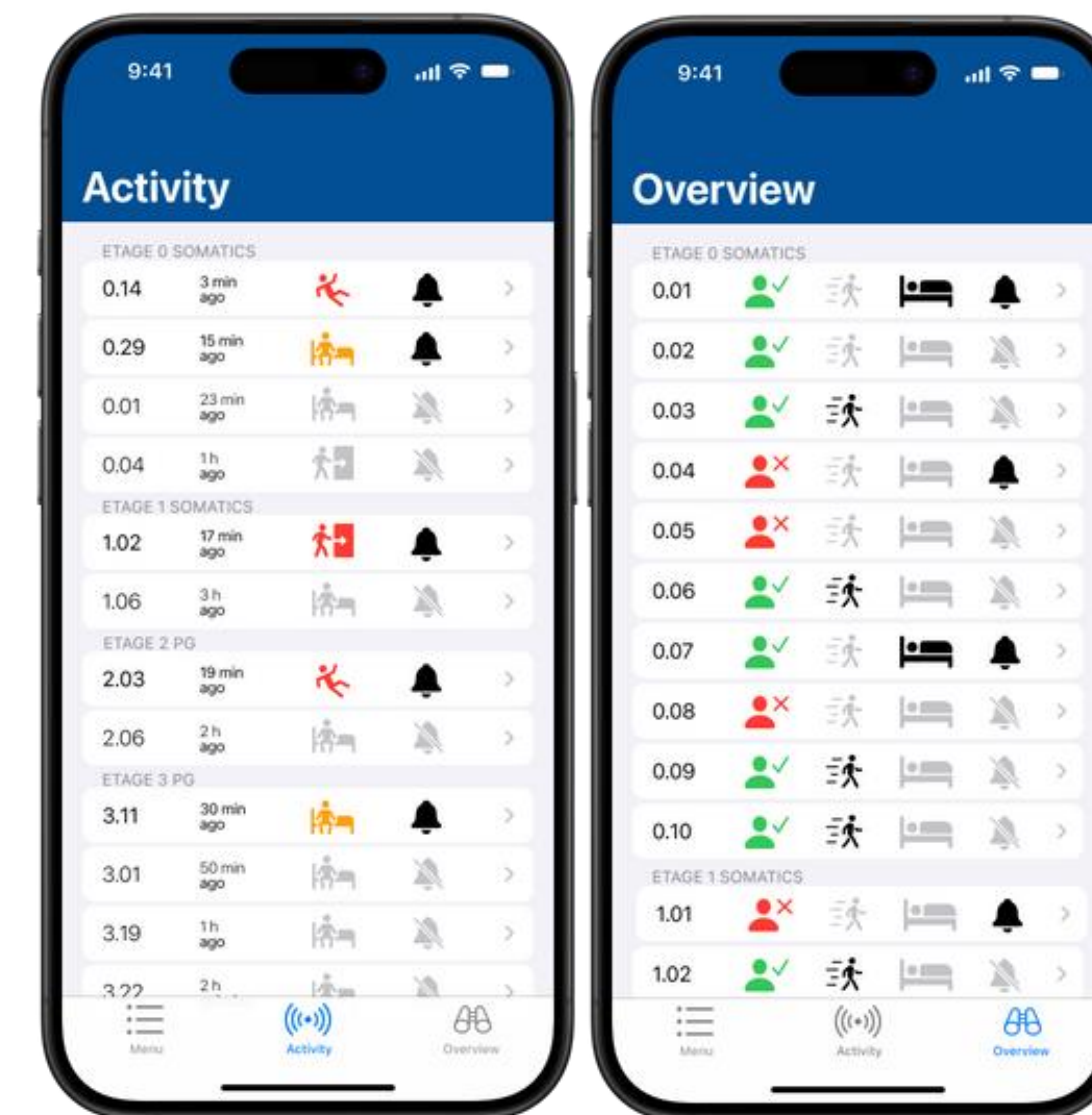 9:41
Activity
ETAGE 0 SOMATICS
0.14 3 min ago
0.29 15 min ago
0.01 23 min ago
0.04 1 h ago
ETAGE 1 SOMATICS
1.02 17 min ago
1.06 3 h ago
ETAGE 2 PG
2.03 19 min ago
2.06 2 h ago
ETAGE 3 PG
3.11 30 min ago
3.01 50 min ago
3.19 1 h ago
3.22 2 h
Menu Activity Overview
9:41
Overview
ETAGE 0 SOMATICS
0.01
0.02
0.03
0.04
0.05
0.06
0.07
0.08
0.09
0.10
ETAGE 1 SOMATICS
1.01
1.02
Menu Activity Overview